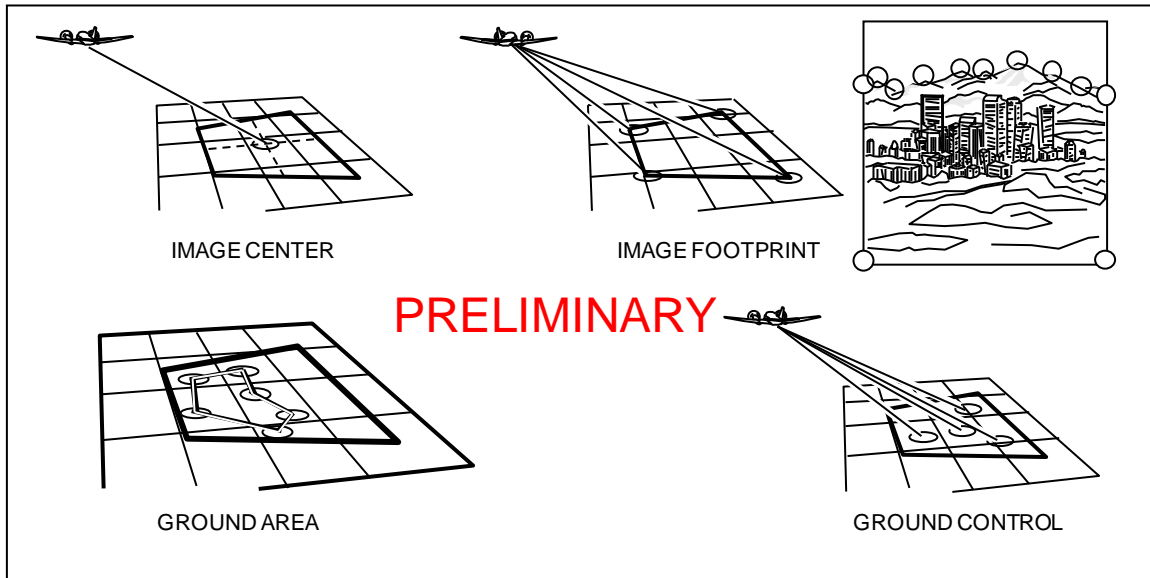 IMAGE CENTER
IMAGE FOOTPRINT
PRELIMINARY
GROUND AREA
GROUND CONTROL